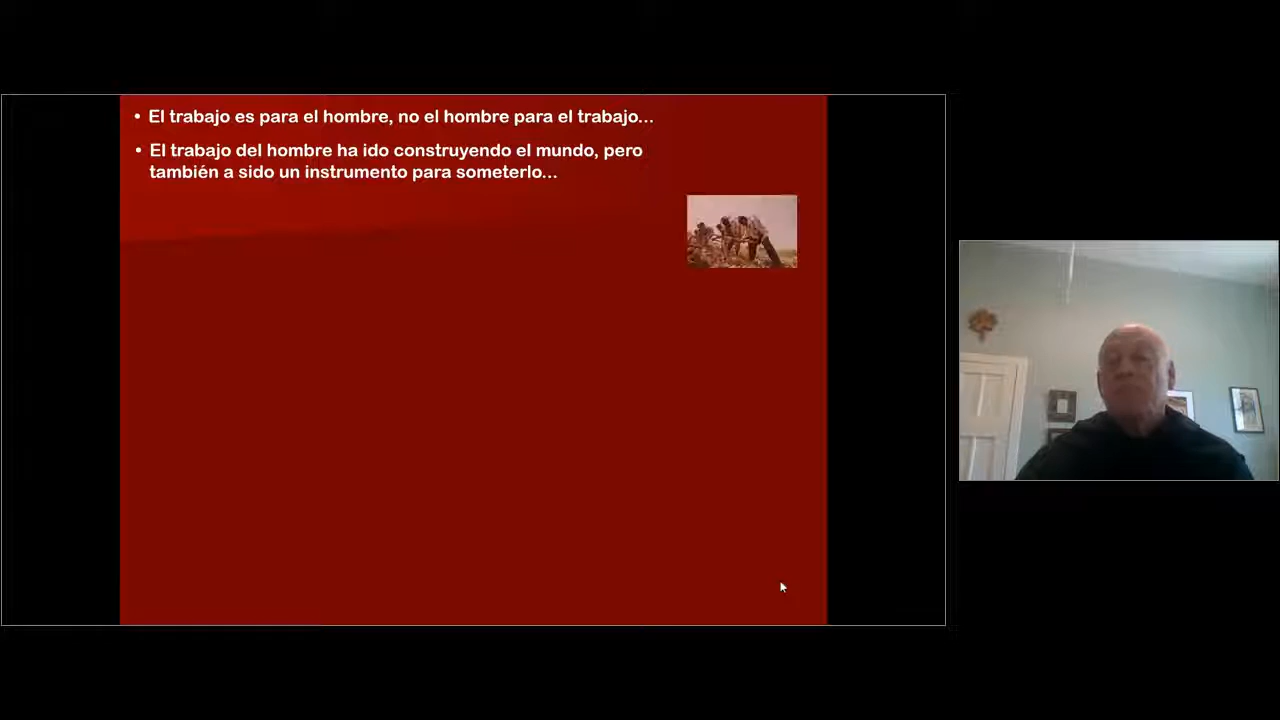 • El trabajo es para el hombre, no el hombre para el trabajo...
• El trabajo del hombre ha ido construyendo el mundo, pero
también a sido un instrumento para someterlo...